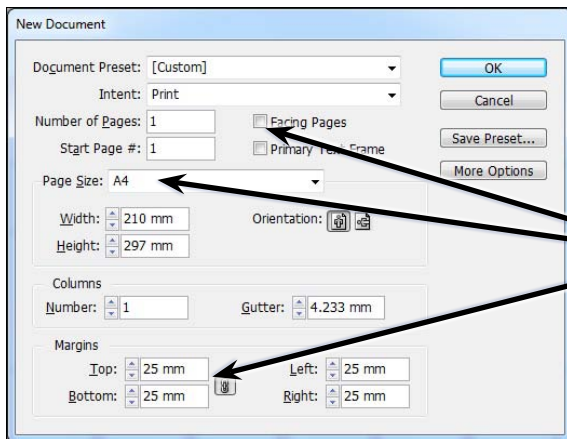 New Document
Document Preset: [Custom]
OK
Intent: Print
Cancel
Number of Pages: 1 Facing Pages
Save Preset...
Start Page #: 1 Primary Text Frame
More Options
Page Size: A4
Width: 210 mm Orientation:
Height: 297 mm
Columns
Number: 1 Gutter: 4.233 mm
Margins
Top: 25 mm Left: 25 mm
Bottom: 25 mm Right: 25 mm